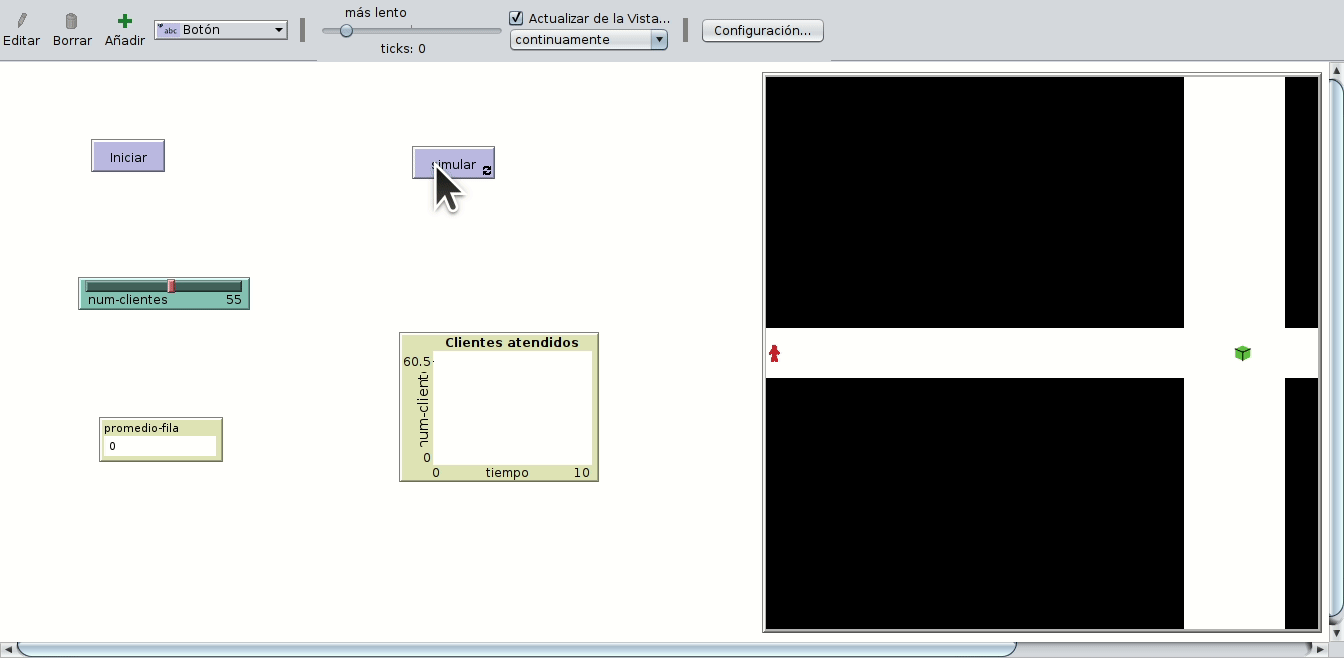 más lento
Actualizar de la Vista...
Editar Borrar Añadir abc Botón
continuamente
Configuración...
ticks: 0
Iniciar
simular
num-clientes 55
Clientes atendidos
60.5
num-client
0
0 tiempo 10
promedio-fila
0